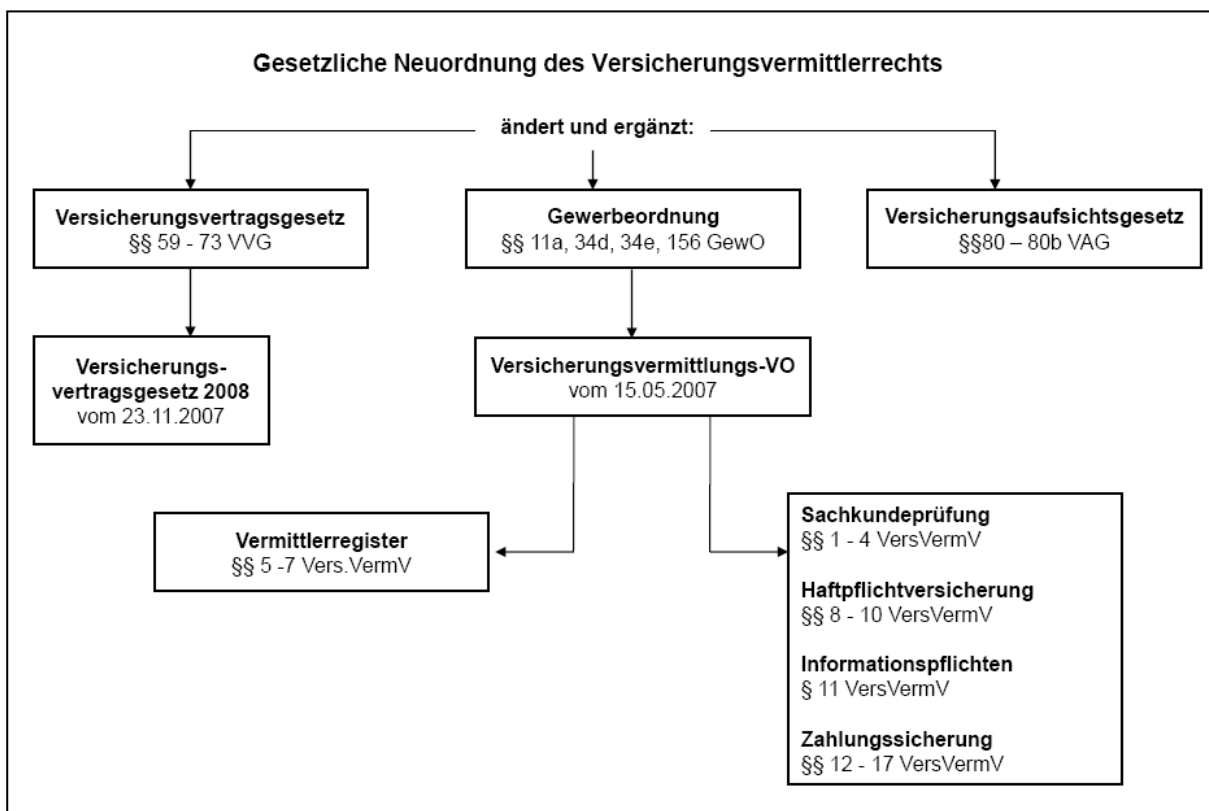 Gesetzliche Neuordnung des Versicherungsvermittlerrechts
ändert und ergänzt:
Versicherungsvertragsgesetz
§§ 59 - 73 VVG
Gewerbeordnung
§§ 11a, 34d, 34e, 156 GewO
Versicherungsaufsichtsgesetz
§§80 – 80b VAG
Versicherungs-
vertragsgesetz 2008
vom 23.11.2007
Versicherungsvermittlungs-VO
vom 15.05.2007
Vermittlerregister
§§ 5 -7 Vers.VermV
Sachkundeprüfung
§§ 1 - 4 VersVermV
Haftpflichtversicherung
§§ 8 - 10 VersVermV
Informationspflichten
§ 11 VersVermV
Zahlungssicherung
§§ 12 - 17 VersVermV